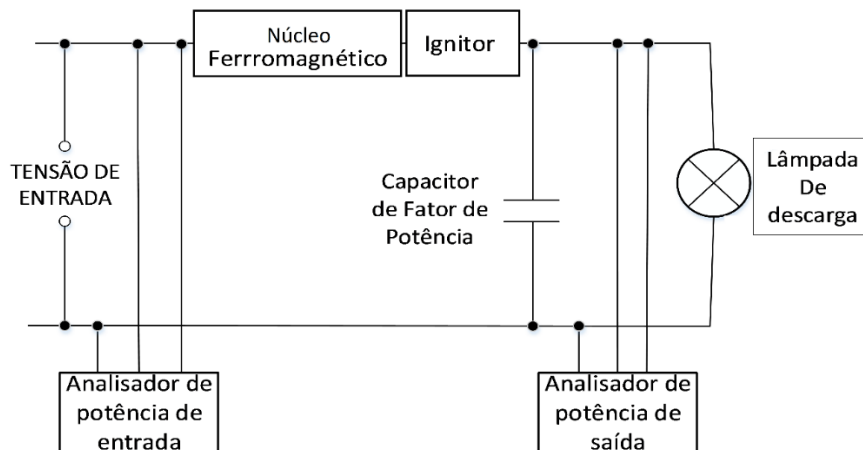 Núcleo
Ferrromagnético
Ignitor
TENSÃO DE
ENTRADA
Capacitor
de Fator de
Potência
Lâmpada
De
descarga
Analisador de
potência de
entrada
Analisador de
potência de
saída